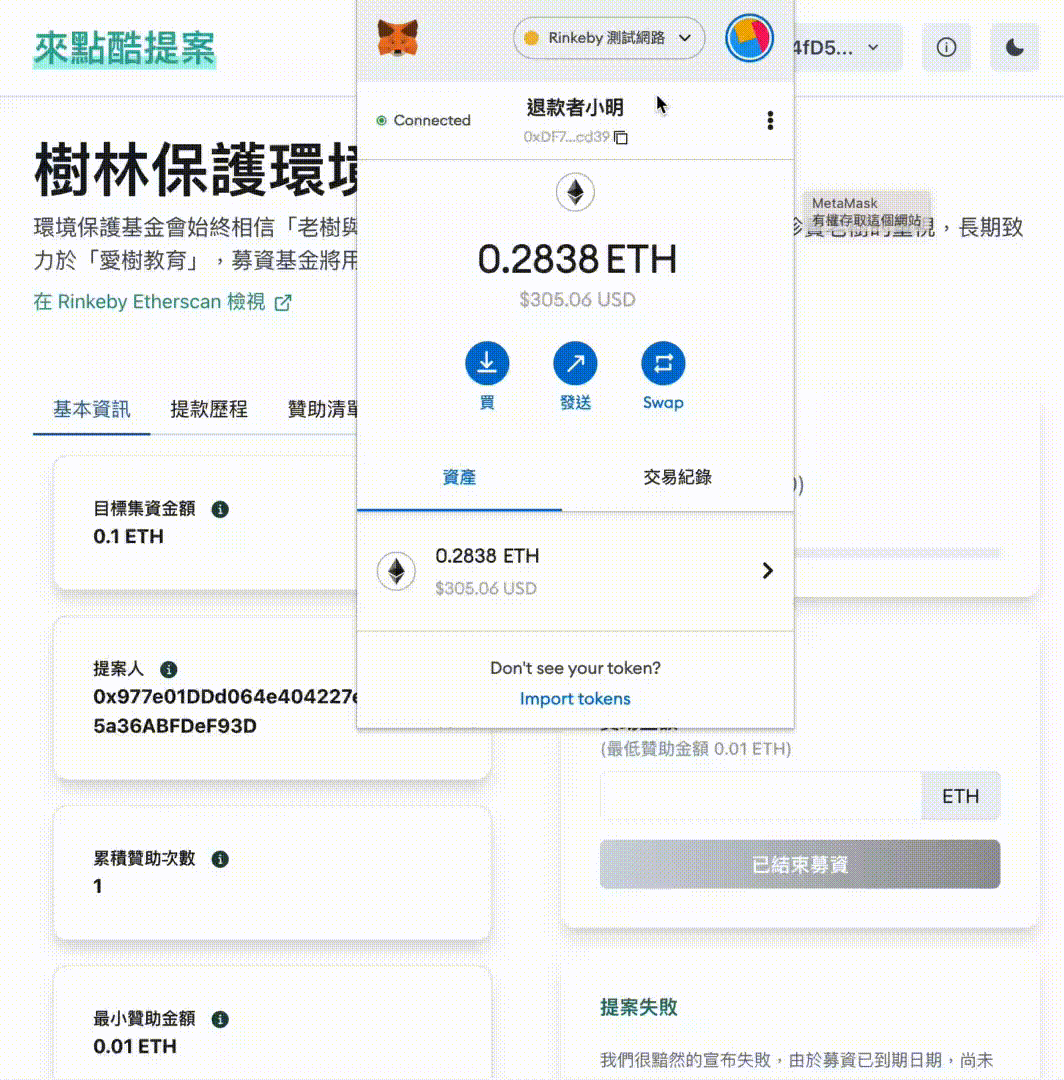 來點酷提案
Rinkeby 測試網路
4fD5...
Connected
退款者小明
0xDF7...cd39
樹林保護環境
MetaMask
有權存取這個網站
環境保護基金會始終相信「老樹與
的重視，長期致
力於「愛樹教育」，募資基金將用
在 Rinkeby Etherscan 檢視
0.2838 ETH
$305.06 USD
買
發送
Swap
基本資訊
提款歷程
贊助清單
資產
交易紀錄
目標集資金額
0.1 ETH
0.2838 ETH
$305.06 USD
Don't see your token?
Import tokens
提案人
0x977e01DDd064e404227e
5a36ABFDeF93D
(最低贊助金額 0.01 ETH)
ETH
已結束募資
累積贊助次數
1
最小贊助金額
0.01 ETH
提案失敗
我們很黯然的宣布失敗，由於募資已到期日期，尚未